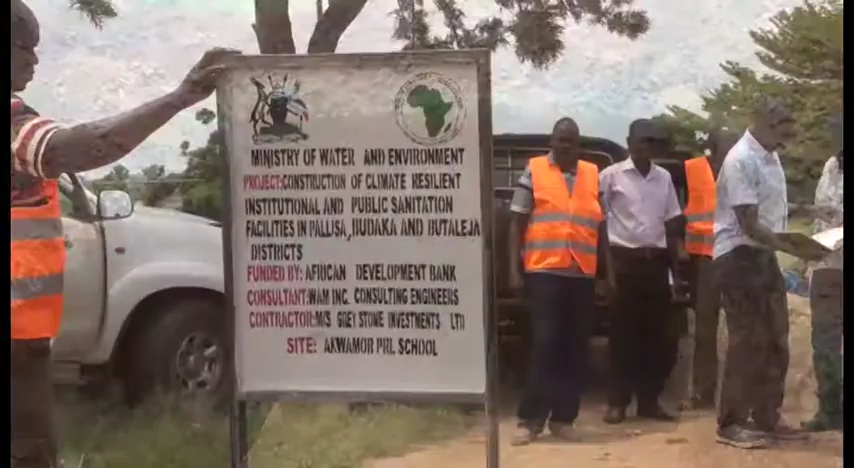 MINISTRY OF WATER AND ENVIRONMENT
PROJECT:CONSTRUCTION OF CLIMATE RESILIENT
INSTITUTIONAL AND PUBLIC SANITATION
FACILITIES IN PALLISA, BUDAKA AND BUTALEJA
DISTRICTS
FUNDED BY: AFRICAN DEVELOPMENT BANK
CONSULTANT:WAM INC. CONSULTING ENGINEERS
CONTRACTOR:M/S GREY STONE INVESTMENTS LTD
SITE: AKWAMOR PRI. SCHOOL